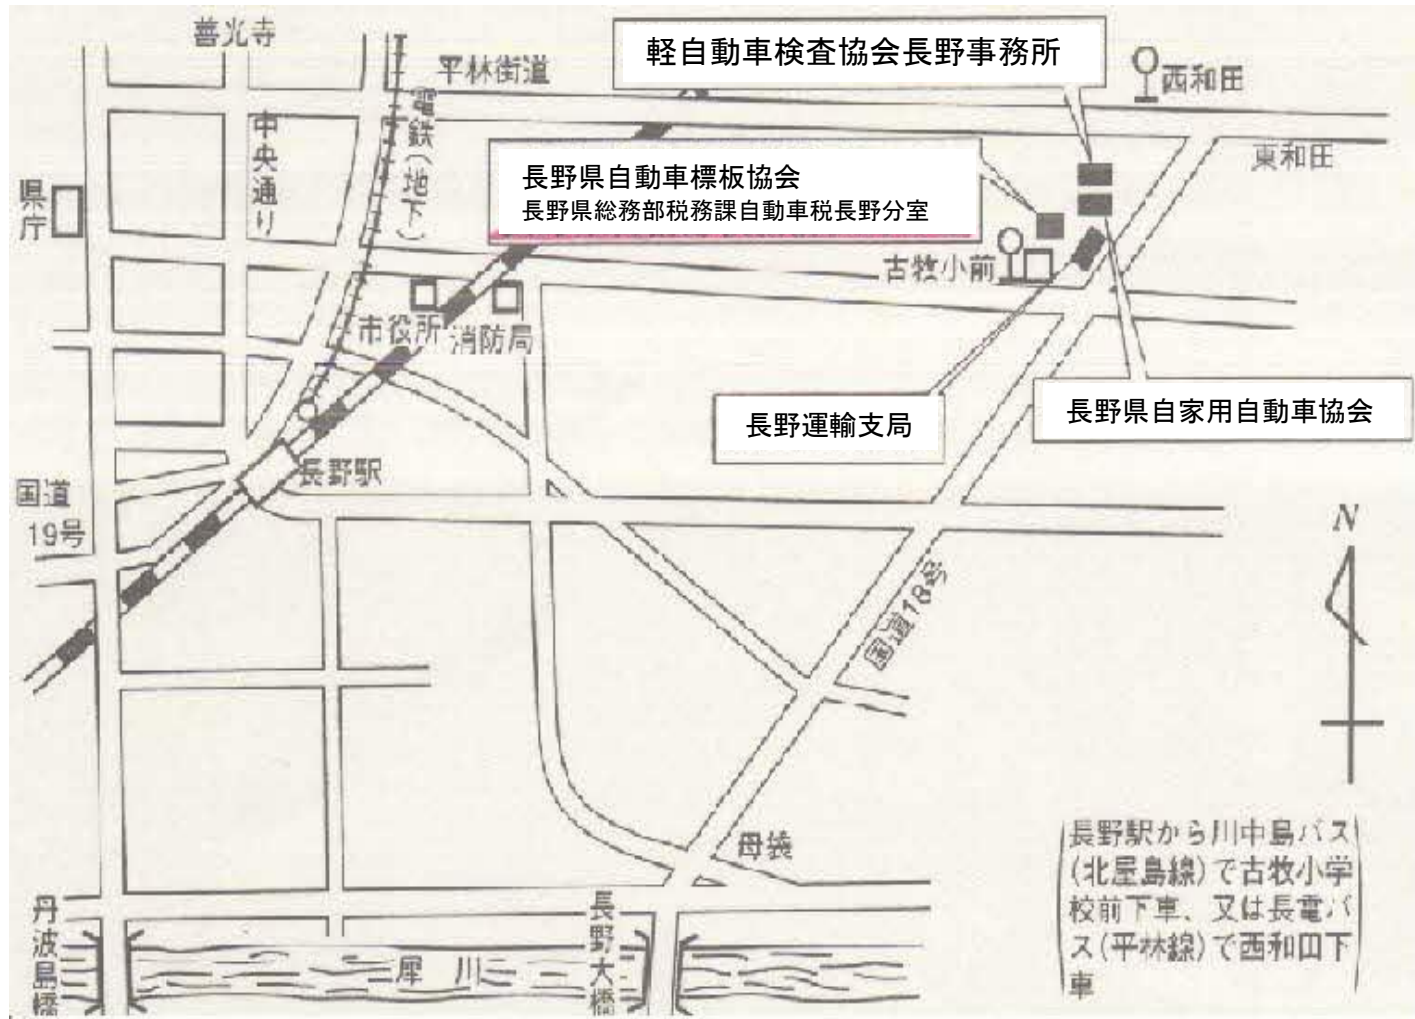 善光寺
平林街道
軽自動車検査協会長野事務所
西和田
電鉄(地下)
中央通り
東和田
長野県自動車標板協会
長野県総務部税務課自動車税長野分室
県庁
古牧小前
市役所
消防局
長野運輸支局
長野県自家用自動車協会
長野駅
国道
19号
N
国道18号
母袋
長野駅から川中島バス
(北屋島線)で古牧小学
校前下車、又は長電バ
ス(平林線)で西和田下
車
丹波島橋
長野大橋
犀川